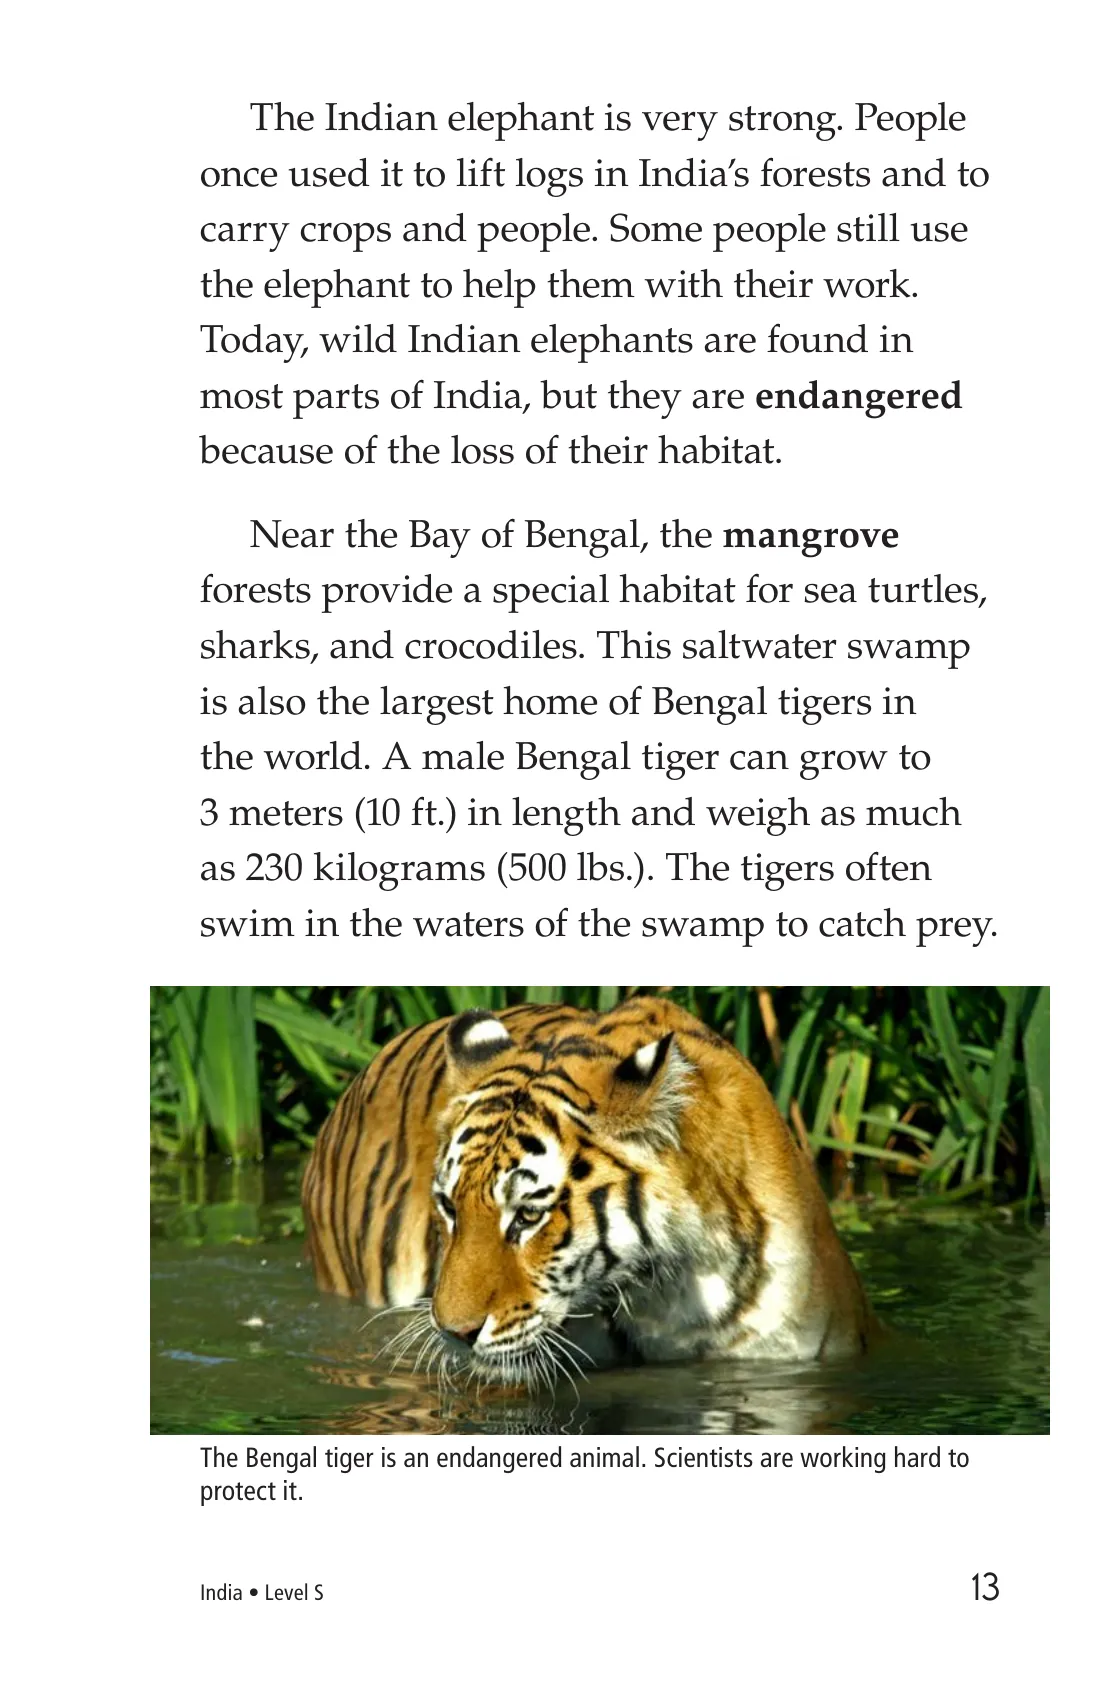 The Indian elephant is very strong. People
once used it to lift logs in India’s forests and to
carry crops and people. Some people still use
the elephant to help them with their work.
Today, wild Indian elephants are found in
most parts of India, but they are endangered
because of the loss of their habitat.
Near the Bay of Bengal, the mangrove
forests provide a special habitat for sea turtles,
sharks, and crocodiles. This saltwater swamp
is also the largest home of Bengal tigers in
the world. A male Bengal tiger can grow to
3 meters (10 ft.) in length and weigh as much
as 230 kilograms (500 lbs.). The tigers often
swim in the waters of the swamp to catch prey.
The Bengal tiger is an endangered animal. Scientists are working hard to
protect it.
India • Level S
13